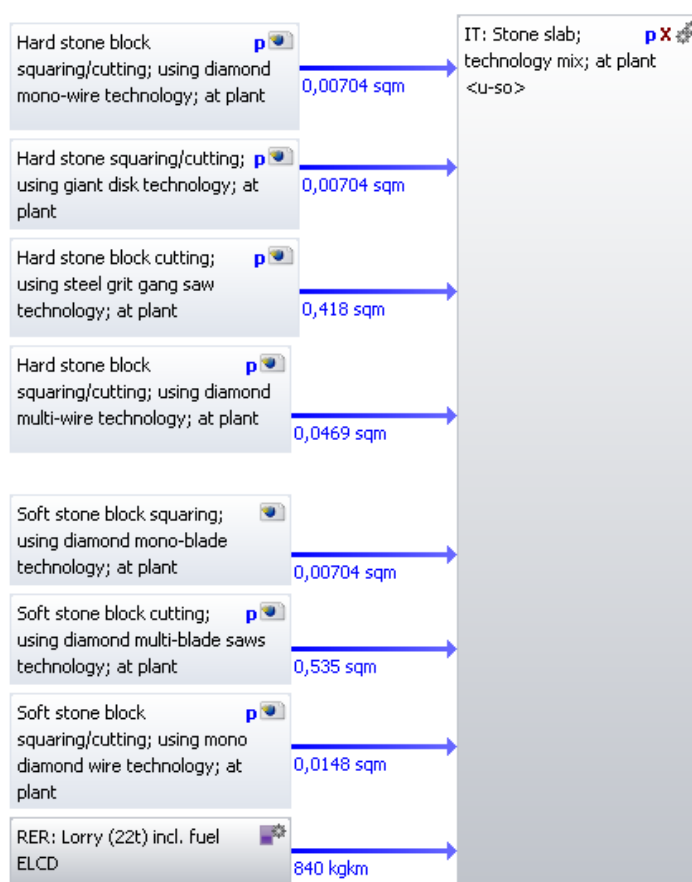 Hard stone block p
squaring/cutting; using diamond
mono-wire technology; at plant
0,00704 sqm
IT: Stone slab; p X
technology mix; at plant
<u-so>
Hard stone squaring/cutting; p
using giant disk technology; at
plant
0,00704 sqm
Hard stone block cutting; p
using steel grit gang saw
technology; at plant
0,418 sqm
Hard stone block p
squaring/cutting; using diamond
multi-wire technology; at plant
0,0469 sqm
Soft stone block squaring;
using diamond mono-blade
technology; at plant
0,00704 sqm
Soft stone block cutting; p
using diamond multi-blade saws
technology; at plant
0,535 sqm
Soft stone block p
squaring/cutting; using mono
diamond wire technology; at
plant
0,0148 sqm
RER: Lorry (22t) incl. fuel
ELCD
840 kgkm